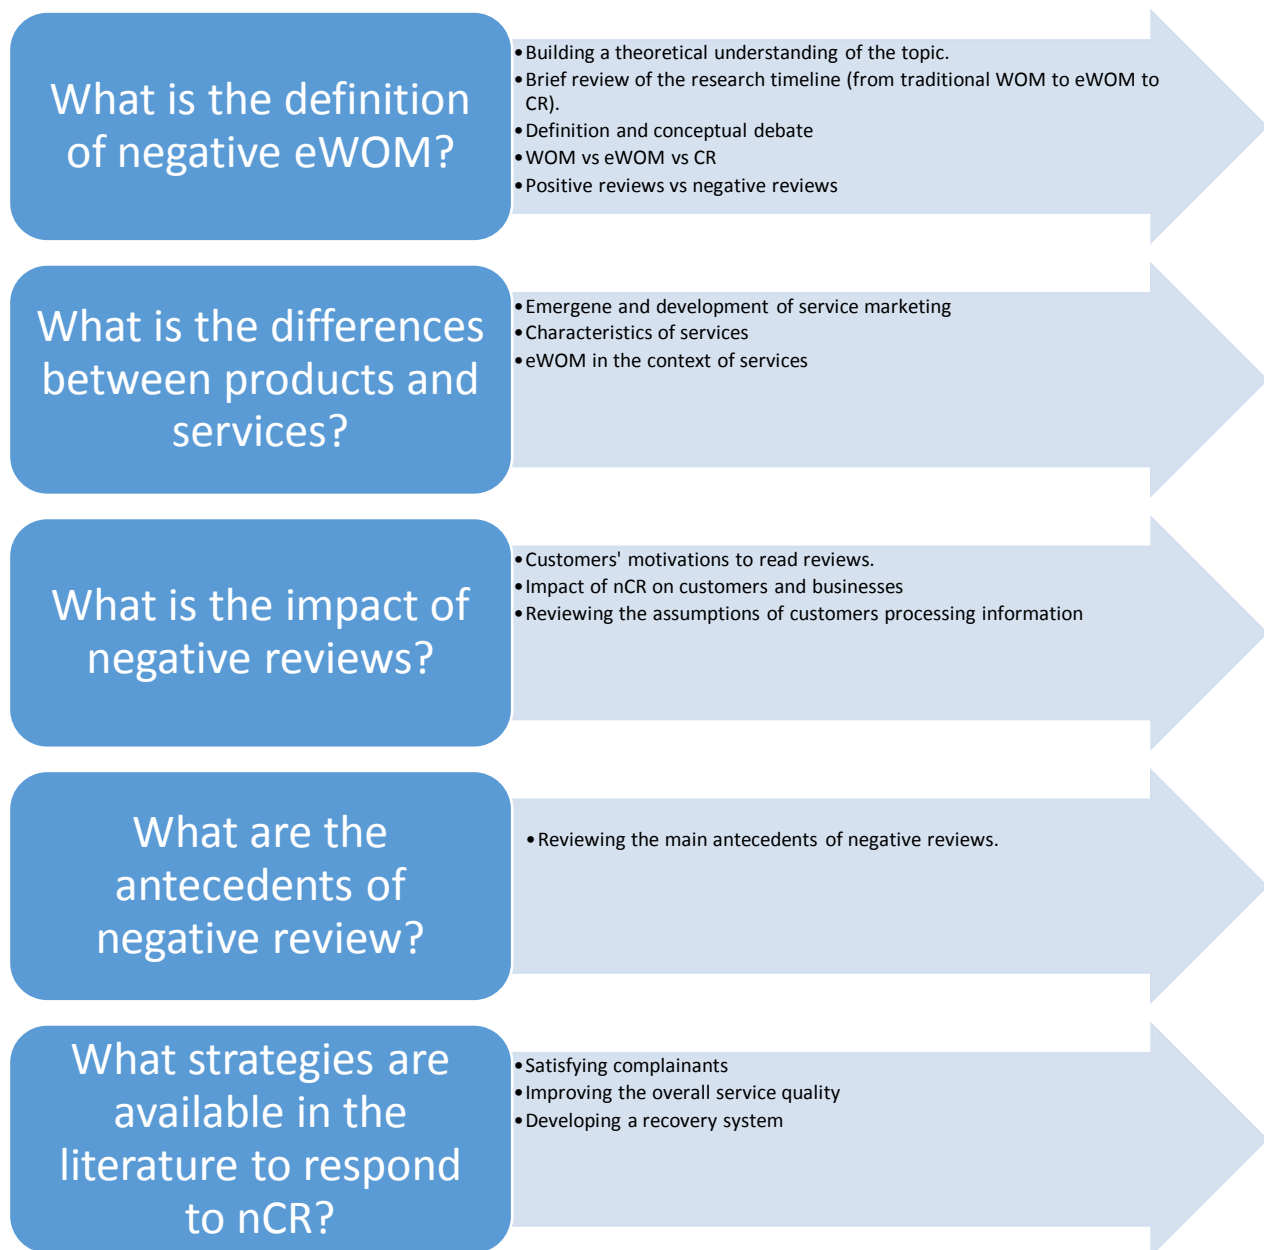 What is the definition
of negative eWOM?
•Building a theoretical understanding of the topic.
•Brief review of the research timeline (from traditional WOM to eWOM to
CR).
•Definition and conceptual debate
•WOM vs eWOM vs CR
•Positive reviews vs negative reviews
What is the differences
between products and
services?
•Emergene and development of service marketing
•Characteristics of services
•eWOM in the context of services
What is the impact of
negative reviews?
•Customers' motivations to read reviews.
•Impact of nCR on customers and businesses
•Reviewing the assumptions of customers processing information
What are the
antecedents of
negative review?
•Reviewing the main antecedents of negative reviews.
What strategies are
available in the
literature to respond
to nCR?
•Satisfying complainants
•Improving the overall service quality
•Developing a recovery system